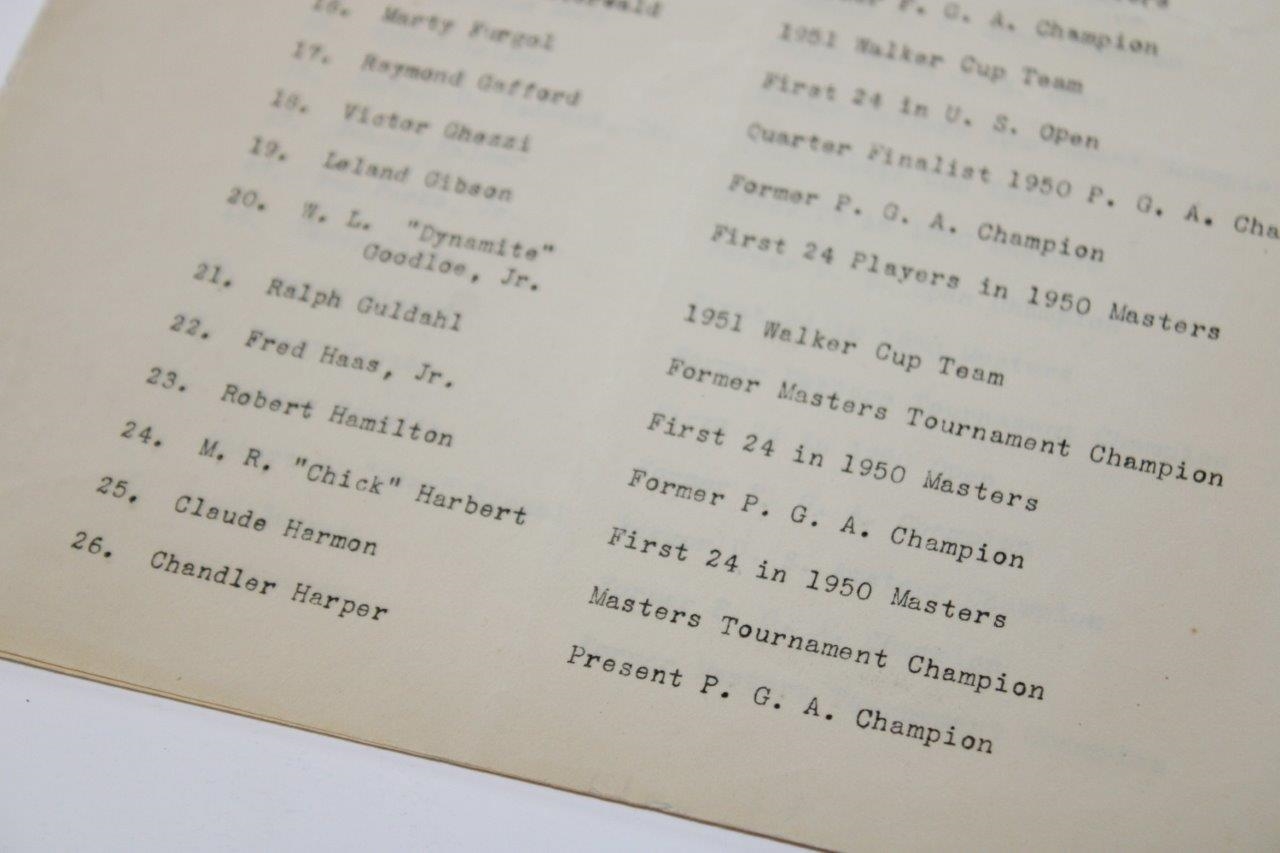 P. G. A. Champion
1951 Walker Cup Team
16. Marty Furgol First 24 in U. S. Open
17. Raymond Gafford Quarter Finalist 1950 P. G. A. Cha
18. Victor Ghezzi Former P. G. A. Champion
19. Leland Gibson First 24 Players in 1950 Masters
20. W. L. "Dynamite"
Goodloe, Jr. 1951 Walker Cup Team
21. Ralph Guldahl Former Masters Tournament Champion
22. Fred Haas, Jr. First 24 in 1950 Masters
23. Robert Hamilton Former P. G. A. Champion
24. M. R. "Chick" Harbert First 24 in 1950 Masters
25. Claude Harmon Masters Tournament Champion
26. Chandler Harper Present P. G. A. Champion